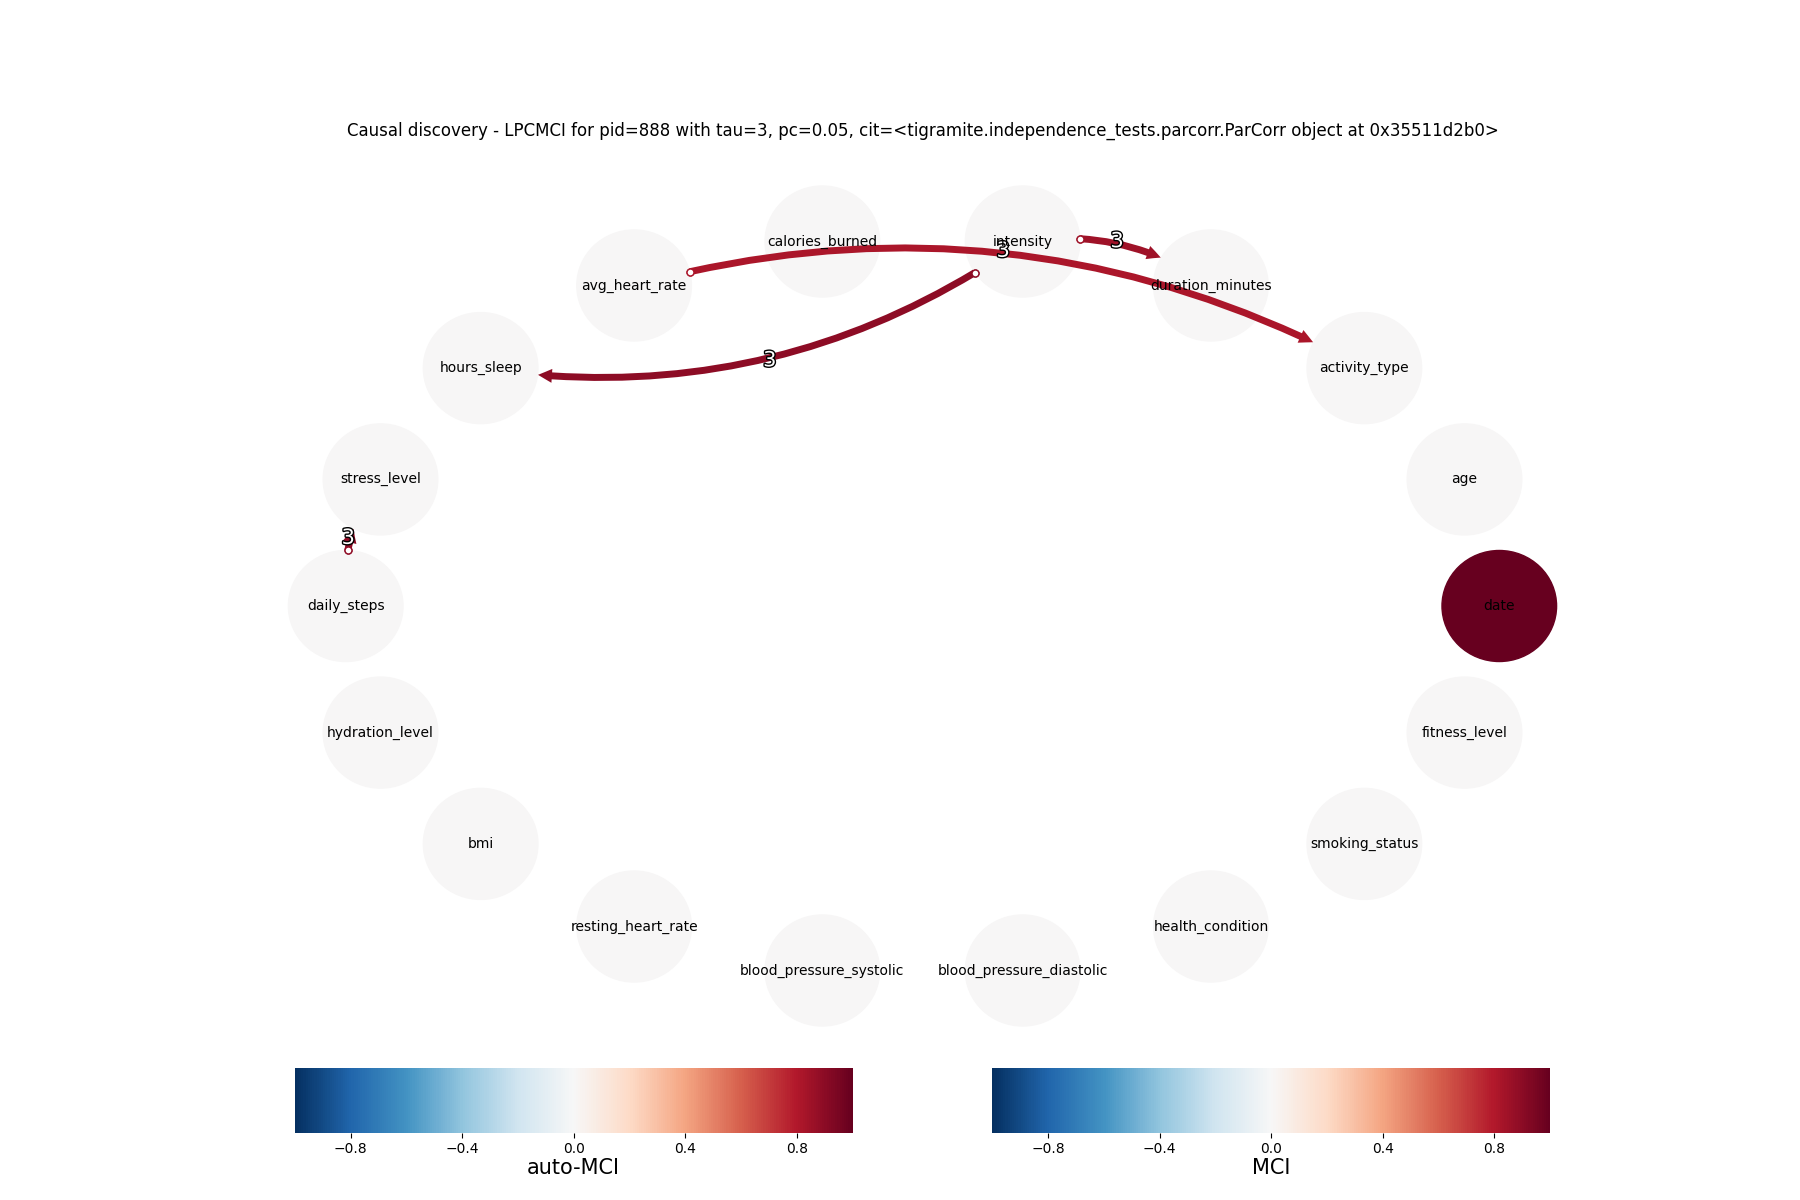 Causal discovery - LPCMCI for pid=888 with tau=3, pc=0.05, cit=<tigramite.independence_tests.parcorr.ParCorr object at 0x35511d2b0>
calories_burned
intensity
3
3
avg_heart_rate
duration_minutes
3
hours_sleep
activity_type
stress_level
age
3
daily_steps
date
hydration_level
fitness_level
bmi
smoking_status
resting_heart_rate
health_condition
blood_pressure_systolic
blood_pressure_diastolic
−0.8 −0.4 0.0 0.4 0.8
auto-MCI
−0.8 −0.4 0.0 0.4 0.8
MCI